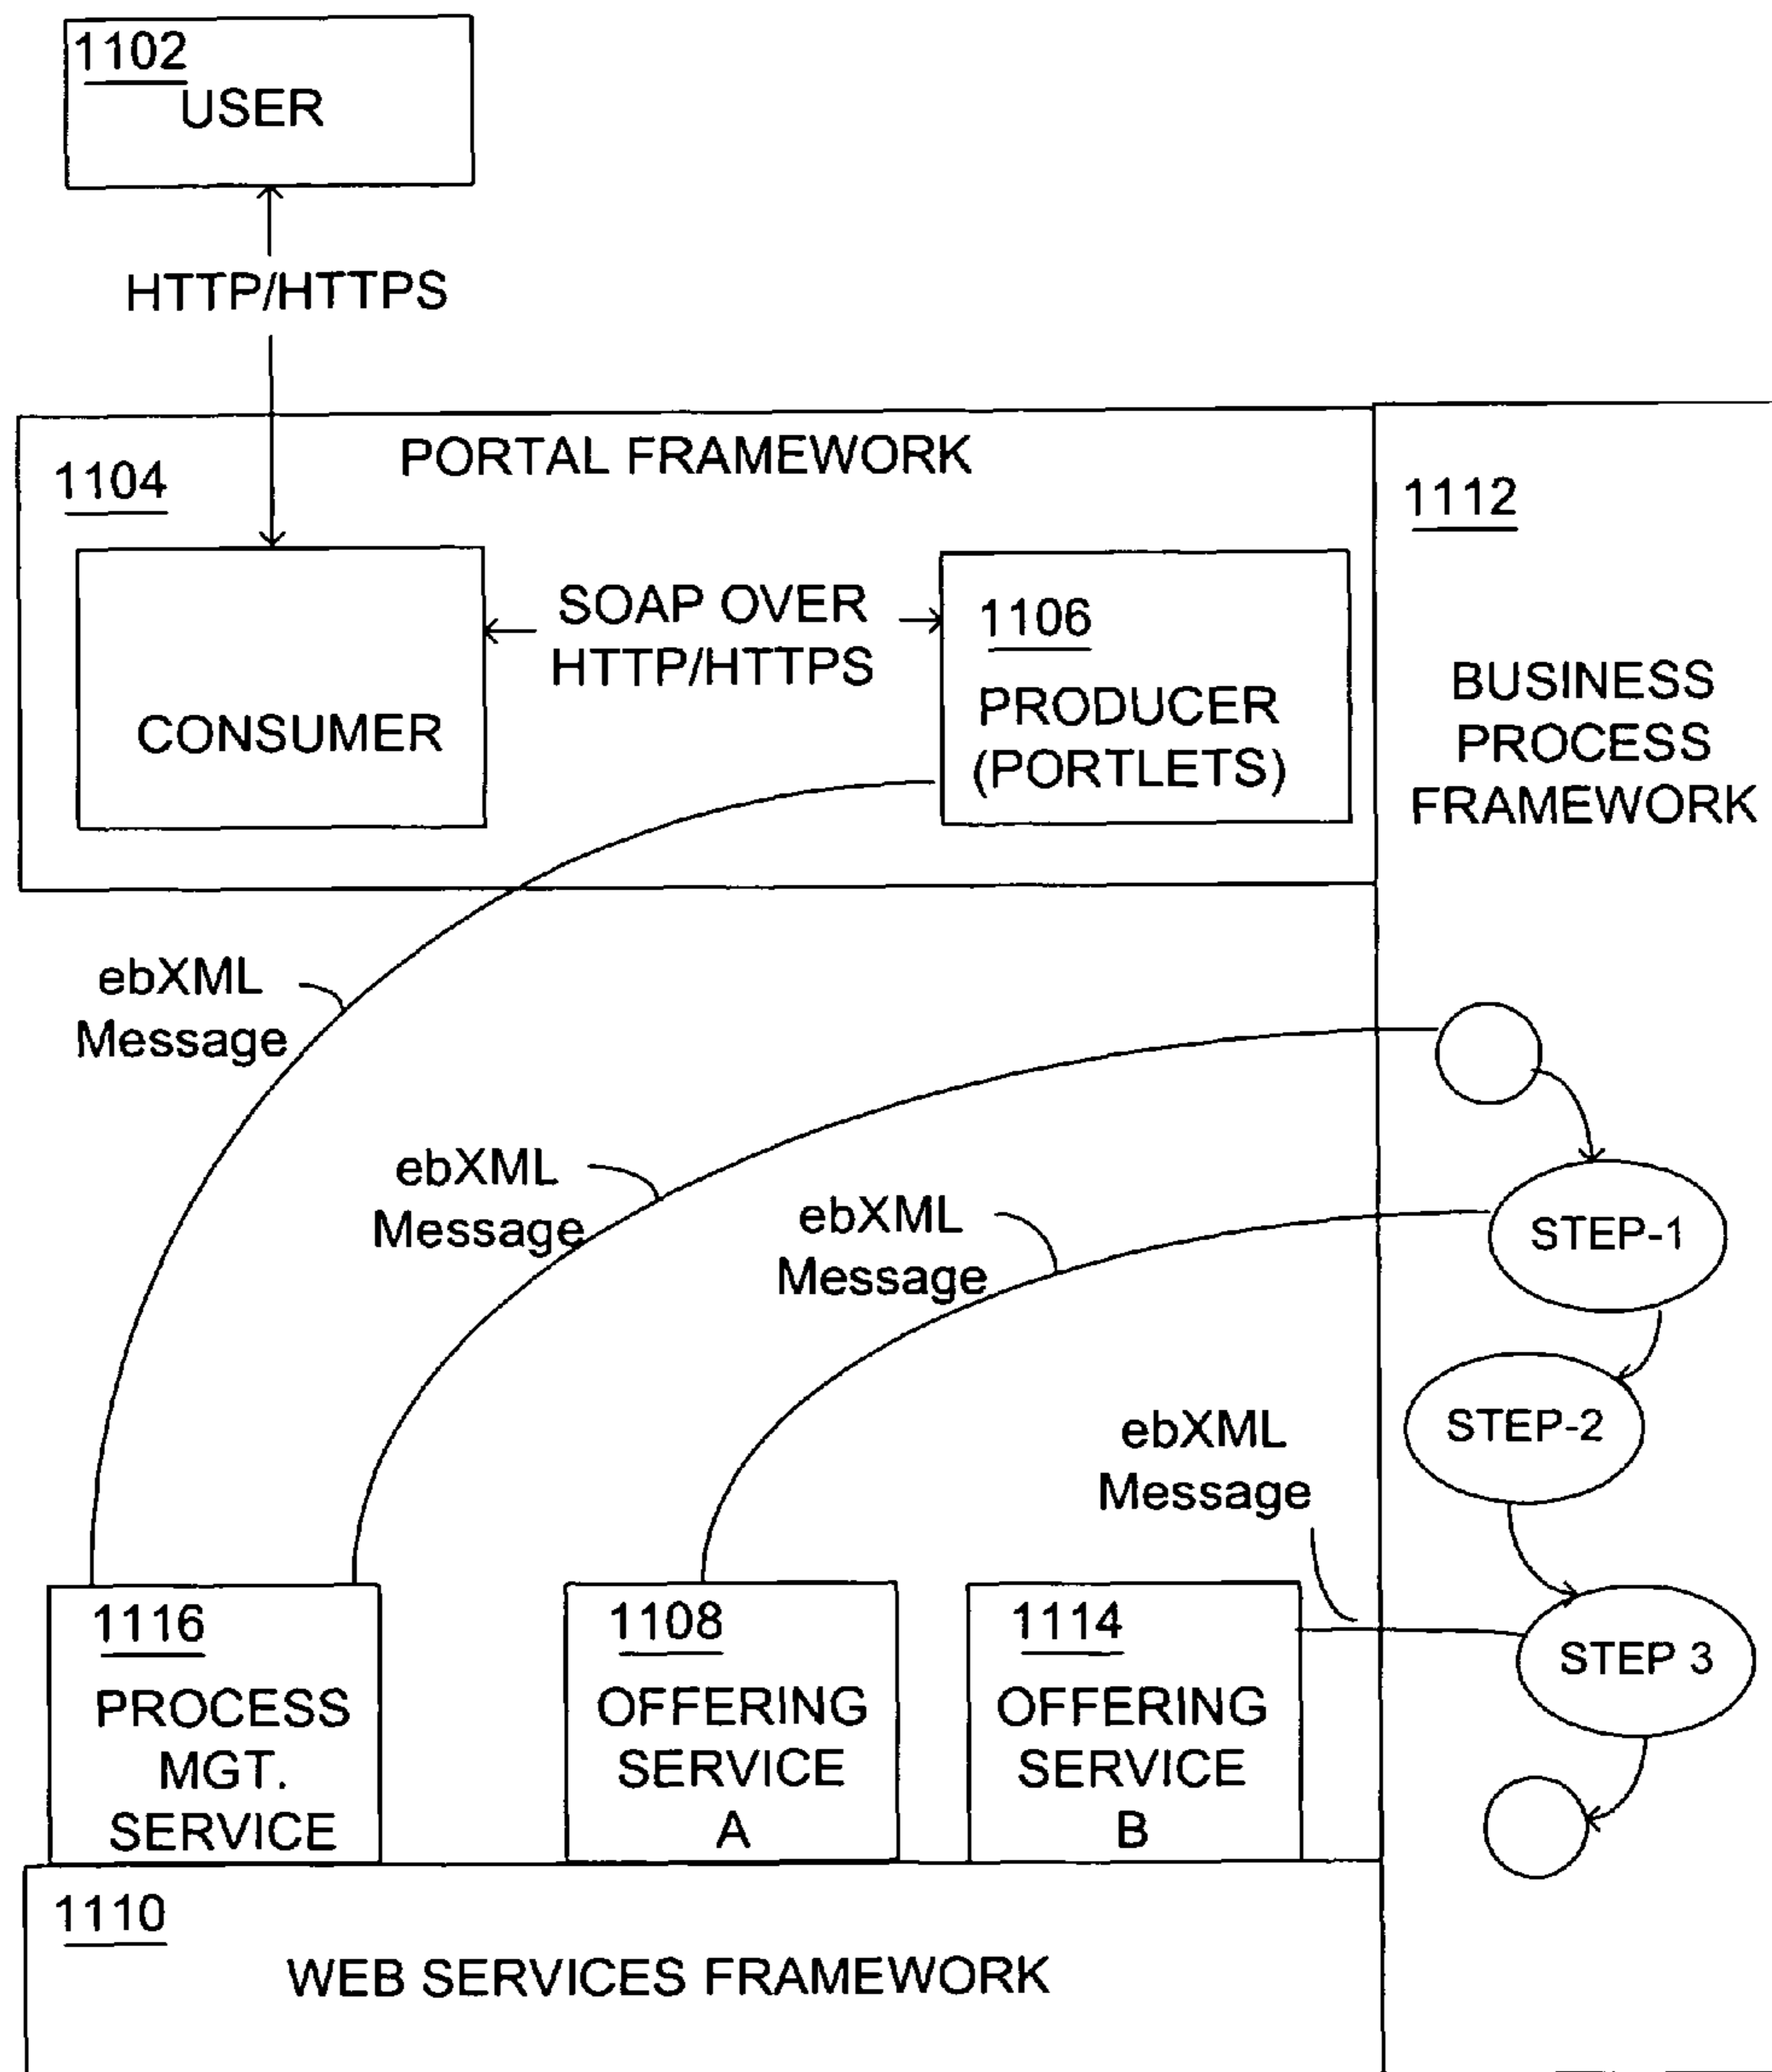 1102
USER
HTTP/HTTPS
PORTAL FRAMEWORK
1104
CONSUMER
SOAP OVER
HTTP/HTTPS
1106
PRODUCER
(PORTLETS)
1112
BUSINESS
PROCESS
FRAMEWORK
ebXML
Message
ebXML
Message
ebXML
Message
STEP-1
STEP-2
ebXML
Message
STEP 3
1116
PROCESS
MGT.
SERVICE
1108
OFFERING
SERVICE
A
1114
OFFERING
SERVICE
B
1110
WEB SERVICES FRAMEWORK